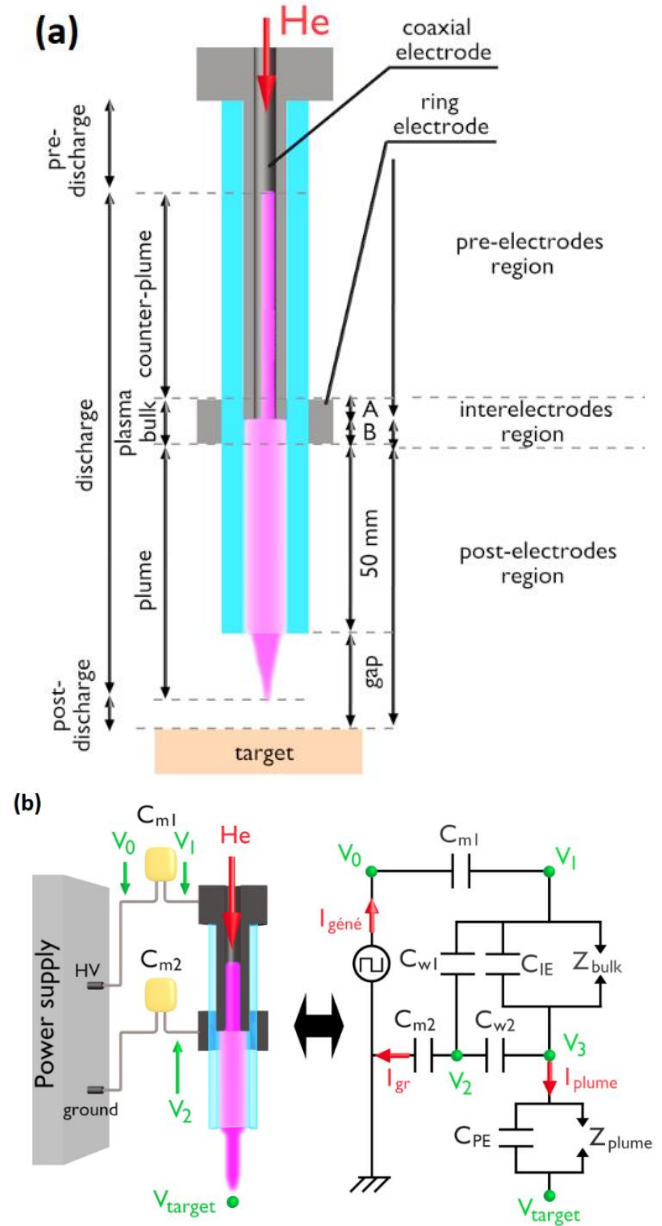 (a)
He
coaxial
electrode
ring
electrode
pre-
discharge
discharge
post-
discharge
counter-plume
plasma
bulk
plume
A
B
50 mm
gap
pre-electrodes
region
interelectrodes
region
post-electrodes
region
target
(b)
Power supply
HV
ground
V0
Cm1
V1
He
Cm2
V2
Vtarget
V0
Cm1
V1
Igéné
Cw1
CIE
Zbulk
Cm2
Cw2
V3
Igr
V2
Iplume
CPE
Zplume
Vtarget